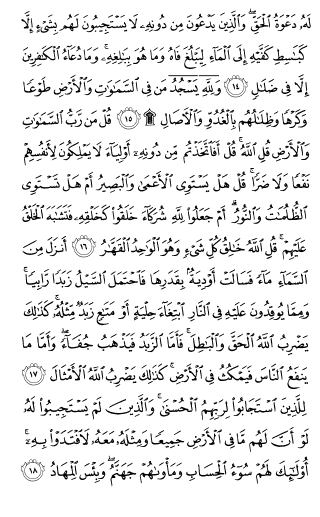 لَهُۥ دَعْوَةُ ٱلْحَقِّ ۖ وَٱلَّذِينَ يَدْعُونَ مِن دُونِهِۦ لَا يَسْتَجِيبُونَ لَهُم بِشَىْءٍ إِلَّا
كَبَـٰسِطِ كَفَّيْهِ إِلَى ٱلْمَآءِ لِيَبْلُغَ فَاهُ وَمَا هُوَ بِبَـٰلِغِهِۦ ۚ وَمَا دُعَآءُ ٱلْكَـٰفِرِينَ
إِلَّا فِى ضَلَـٰلٍ ١٤ وَلِلَّهِ يَسْجُدُ مَن فِى ٱلسَّمَـٰوَٰتِ وَٱلْأَرْضِ طَوْعًا
وَكَرْهًا وَظِلَـٰلُهُم بِٱلْغُدُوِّ وَٱلْـَٔاصَالِ ۩ ١٥ قُلْ مَن رَّبُّ ٱلسَّمَـٰوَٰتِ
وَٱلْأَرْضِ قُلِ ٱللَّهُ ۚ قُلْ أَفَٱتَّخَذْتُم مِّن دُونِهِۦٓ أَوْلِيَآءَ لَا يَمْلِكُونَ لِأَنفُسِهِمْ
نَفْعًا وَلَا ضَرًّا ۚ قُلْ هَلْ يَسْتَوِى ٱلْأَعْمَىٰ وَٱلْبَصِيرُ أَمْ هَلْ تَسْتَوِى
ٱلظُّلُمَـٰتُ وَٱلنُّورُ ۗ أَمْ جَعَلُوا۟ لِلَّهِ شُرَكَآءَ خَلَقُوا۟ كَخَلْقِهِۦ فَتَشَـٰبَهَ ٱلْخَلْقُ
عَلَيْهِمْ ۚ قُلِ ٱللَّهُ خَـٰلِقُ كُلِّ شَىْءٍ وَهُوَ ٱلْوَٰحِدُ ٱلْقَهَّـٰرُ ١٦ أَنزَلَ مِنَ
ٱلسَّمَآءِ مَآءً فَسَالَتْ أَوْدِيَةٌۢ بِقَدَرِهَا فَٱحْتَمَلَ ٱلسَّيْلُ زَبَدًا رَّابِيًا ۚ
وَمِمَّا يُوقِدُونَ عَلَيْهِ فِى ٱلنَّارِ ٱبْتِغَآءَ حِلْيَةٍ أَوْ مَتَـٰعٍ زَبَدٌ مِّثْلُهُۥ ۚ كَذَٰلِكَ
يَضْرِبُ ٱللَّهُ ٱلْحَقَّ وَٱلْبَـٰطِلَ ۚ فَأَمَّا ٱلزَّبَدُ فَيَذْهَبُ جُفَآءً ۖ وَأَمَّا مَا
يَنفَعُ ٱلنَّاسَ فَيَمْكُثُ فِى ٱلْأَرْضِ ۚ كَذَٰلِكَ يَضْرِبُ ٱللَّهُ ٱلْأَمْثَالَ ١٧
لِلَّذِينَ ٱسْتَجَابُوا۟ لِرَبِّهِمُ ٱلْحُسْنَىٰ ۚ وَٱلَّذِينَ لَمْ يَسْتَجِيبُوا۟ لَهُۥ
لَوْ أَنَّ لَهُم مَّا فِى ٱلْأَرْضِ جَمِيعًا وَمِثْلَهُۥ مَعَهُۥ لَٱفْتَدَوْا۟ بِهِۦٓ ۚ
أُو۟لَـٰٓئِكَ لَهُمْ سُوٓءُ ٱلْحِسَابِ وَمَأْوَىٰهُمْ جَهَنَّمُ ۖ وَبِئْسَ ٱلْمِهَادُ ١٨